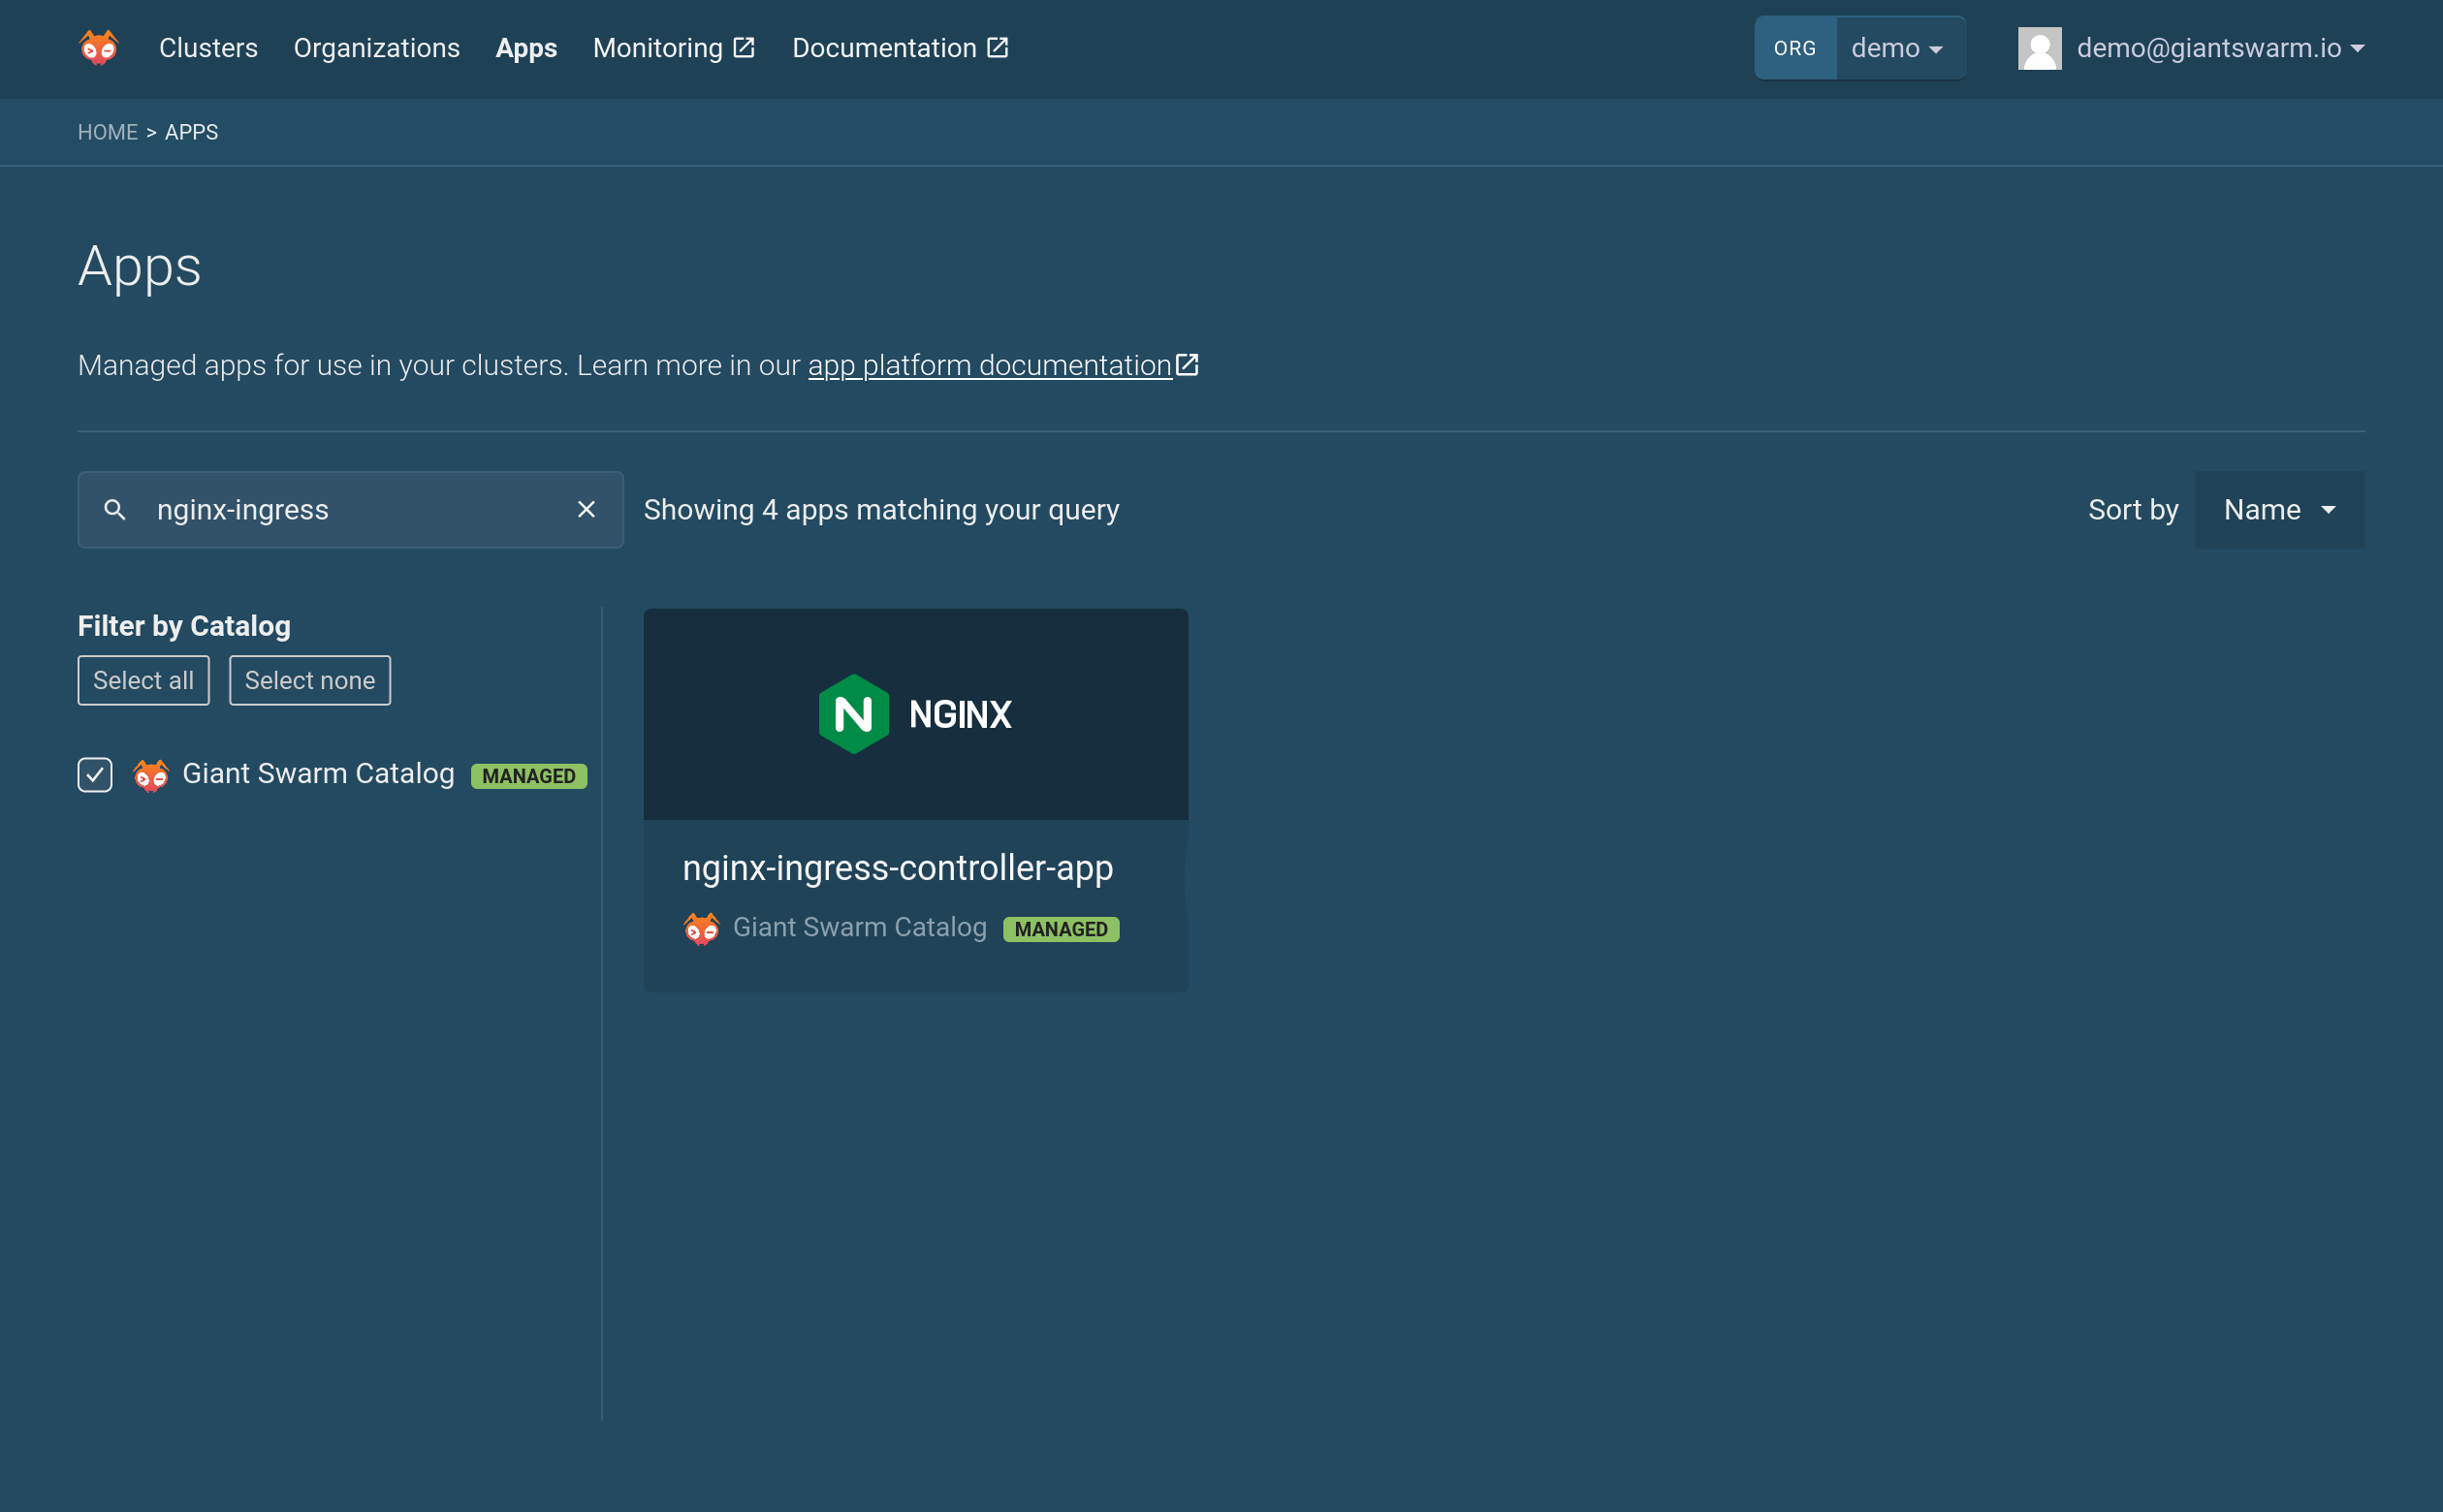 Clusters Organizations Apps Monitoring Documentation ORG demo demo@giantswarm.io
HOME > APPS
Apps
Managed apps for use in your clusters. Learn more in our app platform documentation
nginx-ingress Showing 4 apps matching your query Sort by Name
Filter by Catalog
Select all Select none
Giant Swarm Catalog MANAGED
N NGINX
nginx-ingress-controller-app
Giant Swarm Catalog MANAGED